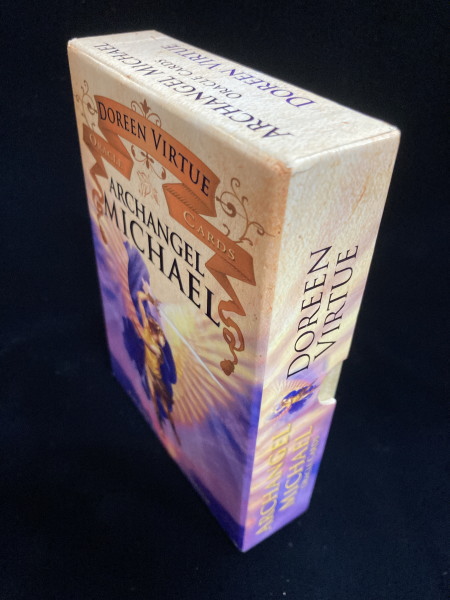 ARCHANGEL MICHAEL
ORACLE CARDS
DOREEN VIRTUE
DOREEN VIRTUE
ORACLE CARDS
ARCHANGEL
MICHAEL
DOREEN
VIRTUE
ARCHANGEL
MICHAEL
ORACLE CARDS